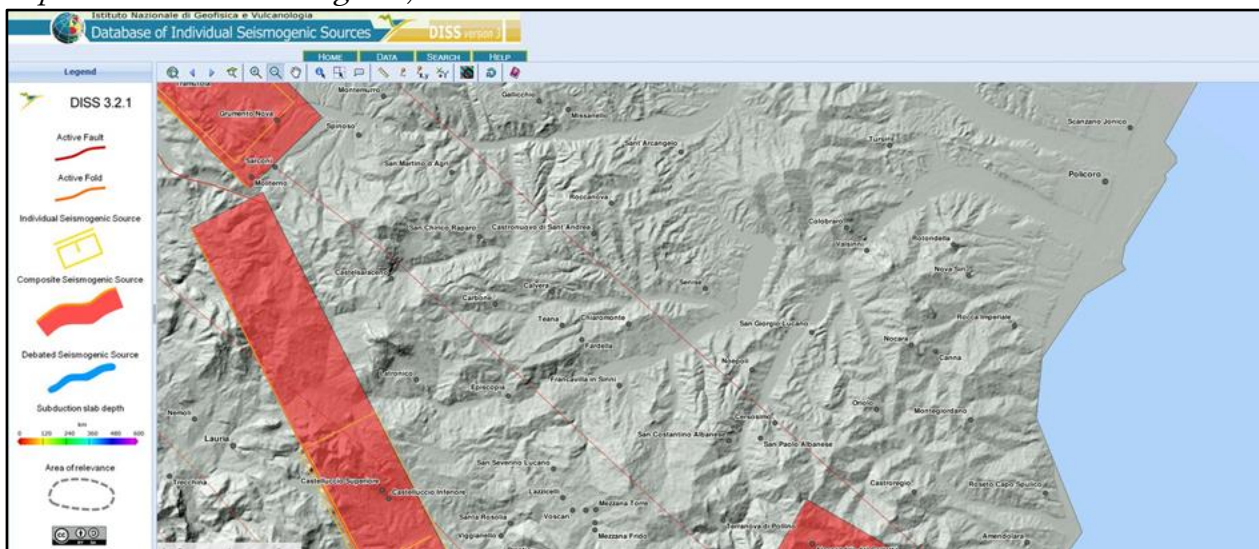 Istituto Nazionale di Geofisica e Vulcanologia
Database of Individual Seismogenic Sources
DISS version 3
HOME DATA SEARCH HELP
Legend
DISS 3.2.1
Active Fault
Active Fold
Individual Seismogenic Source
Composite Seismogenic Source
Debated Seismogenic Source
Subduction slab depth
km
0 120 240 360 480 600
Area of relevance
Montemurro
Gallicchio
Missanello
Grumento Nova
Spinoso
Scanzano Jonico
Tursi
Sant'Arcangelo
Sarconi
San Martino d'Agri
Moliterno
Policoro
Roccanova
Colobraro
San Chirico Raparo
Castronuovo di Sant'Andrea
Valsinni
Rotondella
Castelsaraceno
Nova Siri
Calvera
Senise
Carbone
Teana
Chiaromonte
San Giorgio Lucano
Rocca Imperiale
Fardella
Nocara
Canna
Noepoli
Latronico
Episcopia
Francavilla in Sinni
Nemoli
Oriolo
Montegiordano
Cersosimo
Lauria
San Costantino Albanese
San Paolo Albanese
San Severino Lucano
Trecchina
Castelluccio Superiore
Castelluccio Inferiore
Lazzicelli
Castroregio
Roseto Capo Spulico
Mezzana Torre
Voscari
Santa Rosalia
Mezzana Frido
Terranova di Pollino
Viggianello
Amendolara